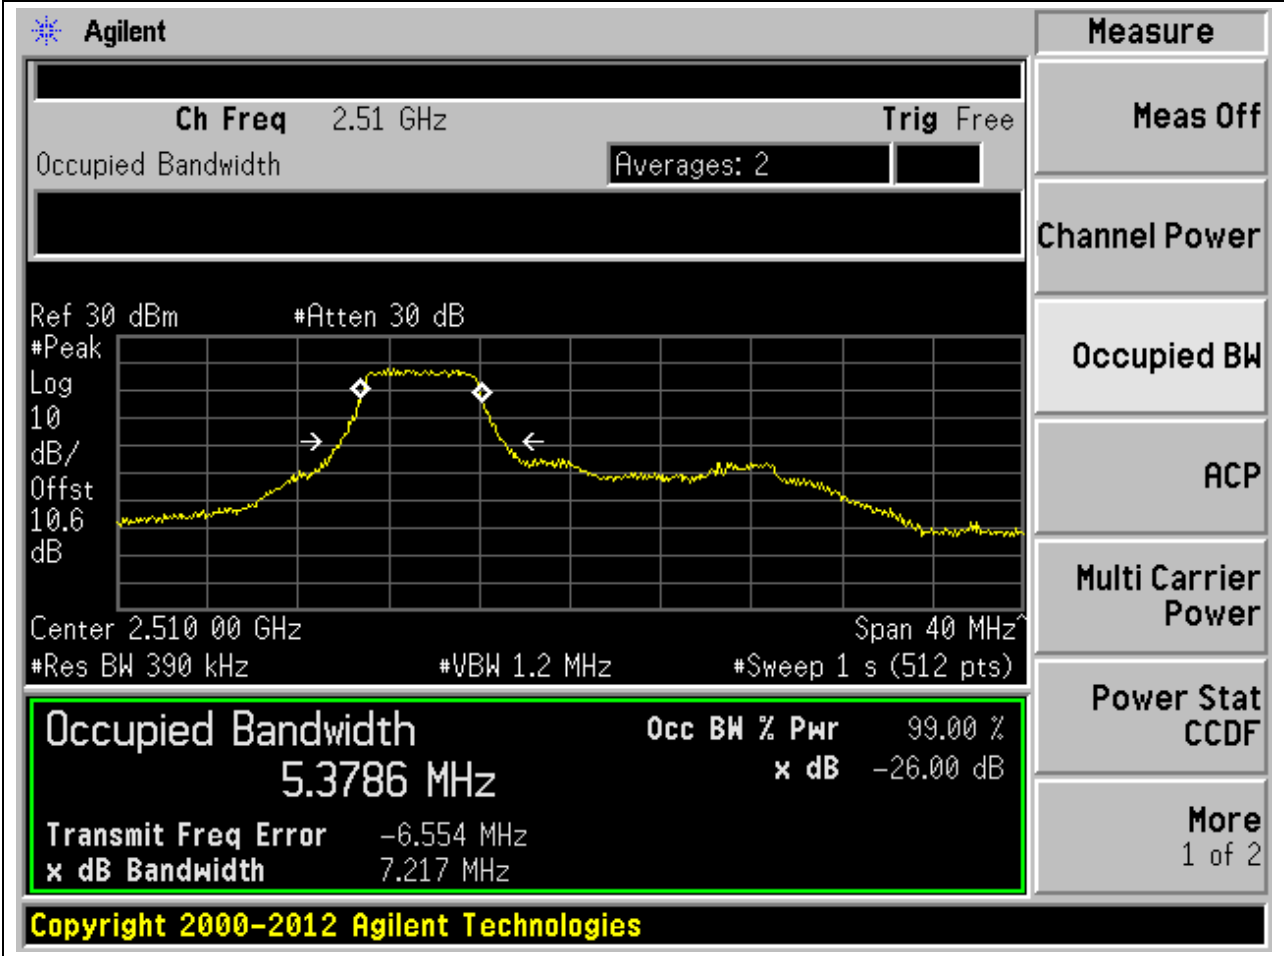 Agilent
Measure
Ch Freq 2.51 GHz Trig Free
Meas Off
Occupied Bandwidth Averages: 2
Channel Power
Ref 30 dBm #Atten 30 dB
#Peak
Log
10
dB/
Offst
10.6
dB
Occupied BW
ACP
Center 2.510 00 GHz Span 40 MHz^
#Res BW 390 kHz #VBW 1.2 MHz #Sweep 1 s (512 pts)
Multi Carrier
Power
Occupied Bandwidth Occ BW % Pwr 99.00 %
5.3786 MHz x dB -26.00 dB
Transmit Freq Error -6.554 MHz
x dB Bandwidth 7.217 MHz
Power Stat
CCDF
More
1 of 2
Copyright 2000-2012 Agilent Technologies